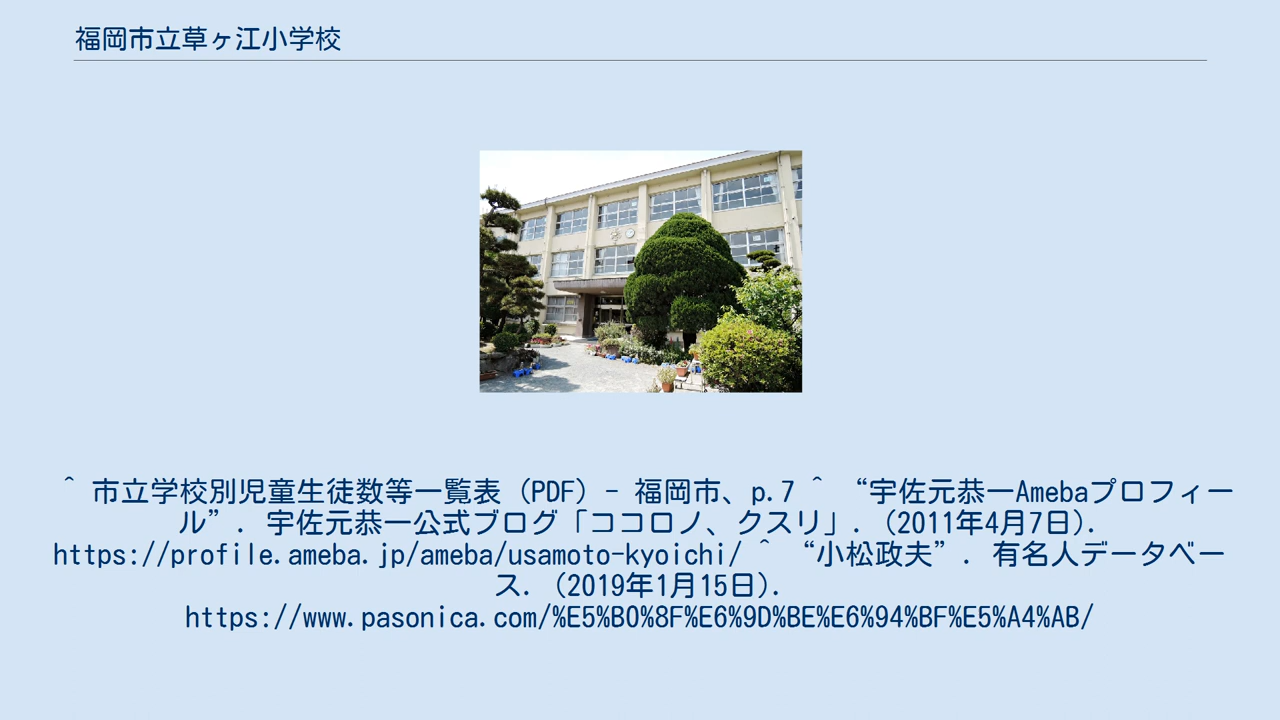 福岡市立草ヶ江小学校
^ 市立学校別児童生徒数等一覧表（PDF）- 福岡市、p.7 ^ “宇佐元恭一Amebaプロフィー
ル”. 宇佐元恭一公式ブログ「ココロノ、クスリ」. (2011年4月7日).
https://profile.ameba.jp/ameba/usamoto-kyoichi/ ^ “小松政夫”. 有名人データベー
ス. (2019年1月15日).
https://www.pasonica.com/%E5%B0%8F%E6%9D%BE%E6%94%BF%E5%A4%AB/